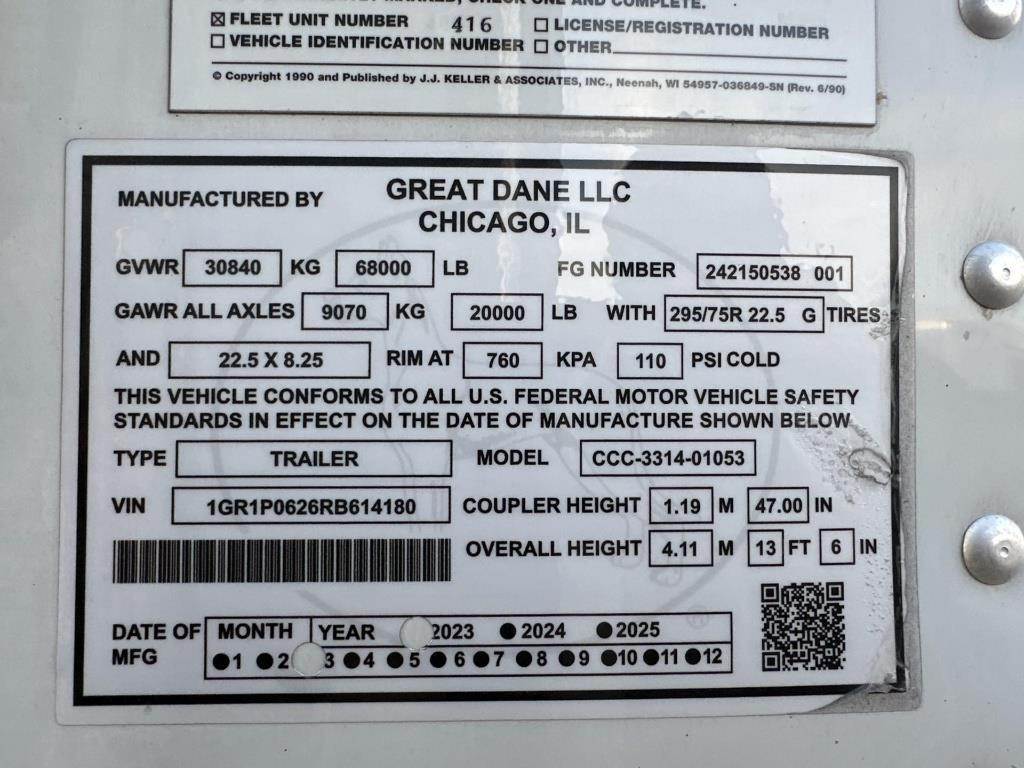 ☒ FLEET UNIT NUMBER 416 ☐ LICENSE/REGISTRATION NUMBER
☐ VEHICLE IDENTIFICATION NUMBER ☐ OTHER
© Copyright 1990 and Published by J.J. KELLER & ASSOCIATES, INC., Neenah, WI 54957-0368 49-SN (Rev. 6/90)
MANUFACTURED BY GREAT DANE LLC
CHICAGO, IL
GVWR 30840 KG 68000 LB FG NUMBER 242150538 001
GAWR ALL AXLES 9070 KG 20000 LB WITH 295/75R 22.5 G TIRES
AND 22.5 X 8.25 RIM AT 760 KPA 110 PSI COLD
THIS VEHICLE CONFORMS TO ALL U.S. FEDERAL MOTOR VEHICLE SAFETY
STANDARDS IN EFFECT ON THE DATE OF MANUFACTURE SHOWN BELOW
TYPE TRAILER MODEL CCC-3314-01053
VIN 1GR1P0626RB614180 COUPLER HEIGHT 1.19 M 47.00 IN
OVERALL HEIGHT 4.11 M 13 FT 6 IN
DATE OF MFG MONTH YEAR 2023 ●2024 ●2025
●1 ●2 3 ●4 ●5 ●6 ●7 ●8 ●9 ●10 ●11 ●12